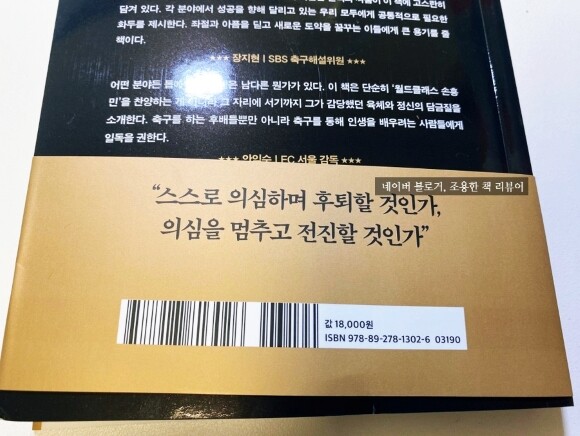 담겨 있다. 각 분야에서 성공을 향해 달리고 있는 우리 모두에게 공통적으로 필요한
화두를 제시한다. 좌절과 아픔을 딛고 새로운 도약을 꿈꾸는 이들에게 큰 용기를 줄
책이다.
★★★ 장지현 | SBS 축구해설위원 ★★★
어떤 분야든 톱에 은 남다른 뭔가가 있다. 이 책은 단순히 '월드클래스 손흥
민'을 찬양하는 게 그 자리에 서기까지 그가 감당했던 육체와 정신의 담금질을
소개한다. 축구를 하는 후배들뿐만 아니라 축구를 통해 인생을 배우려는 사람들에게
일독을 권한다.
★★★ 안익수 | FC 서울 감독 ★★★
네이버 블로거, 조용한 책 리뷰어
“스스로 의심하며 후퇴할 것인가,
의심을 멈추고 전진할 것인가”
값 18,000원
ISBN 978-89-278-1302-6 03190